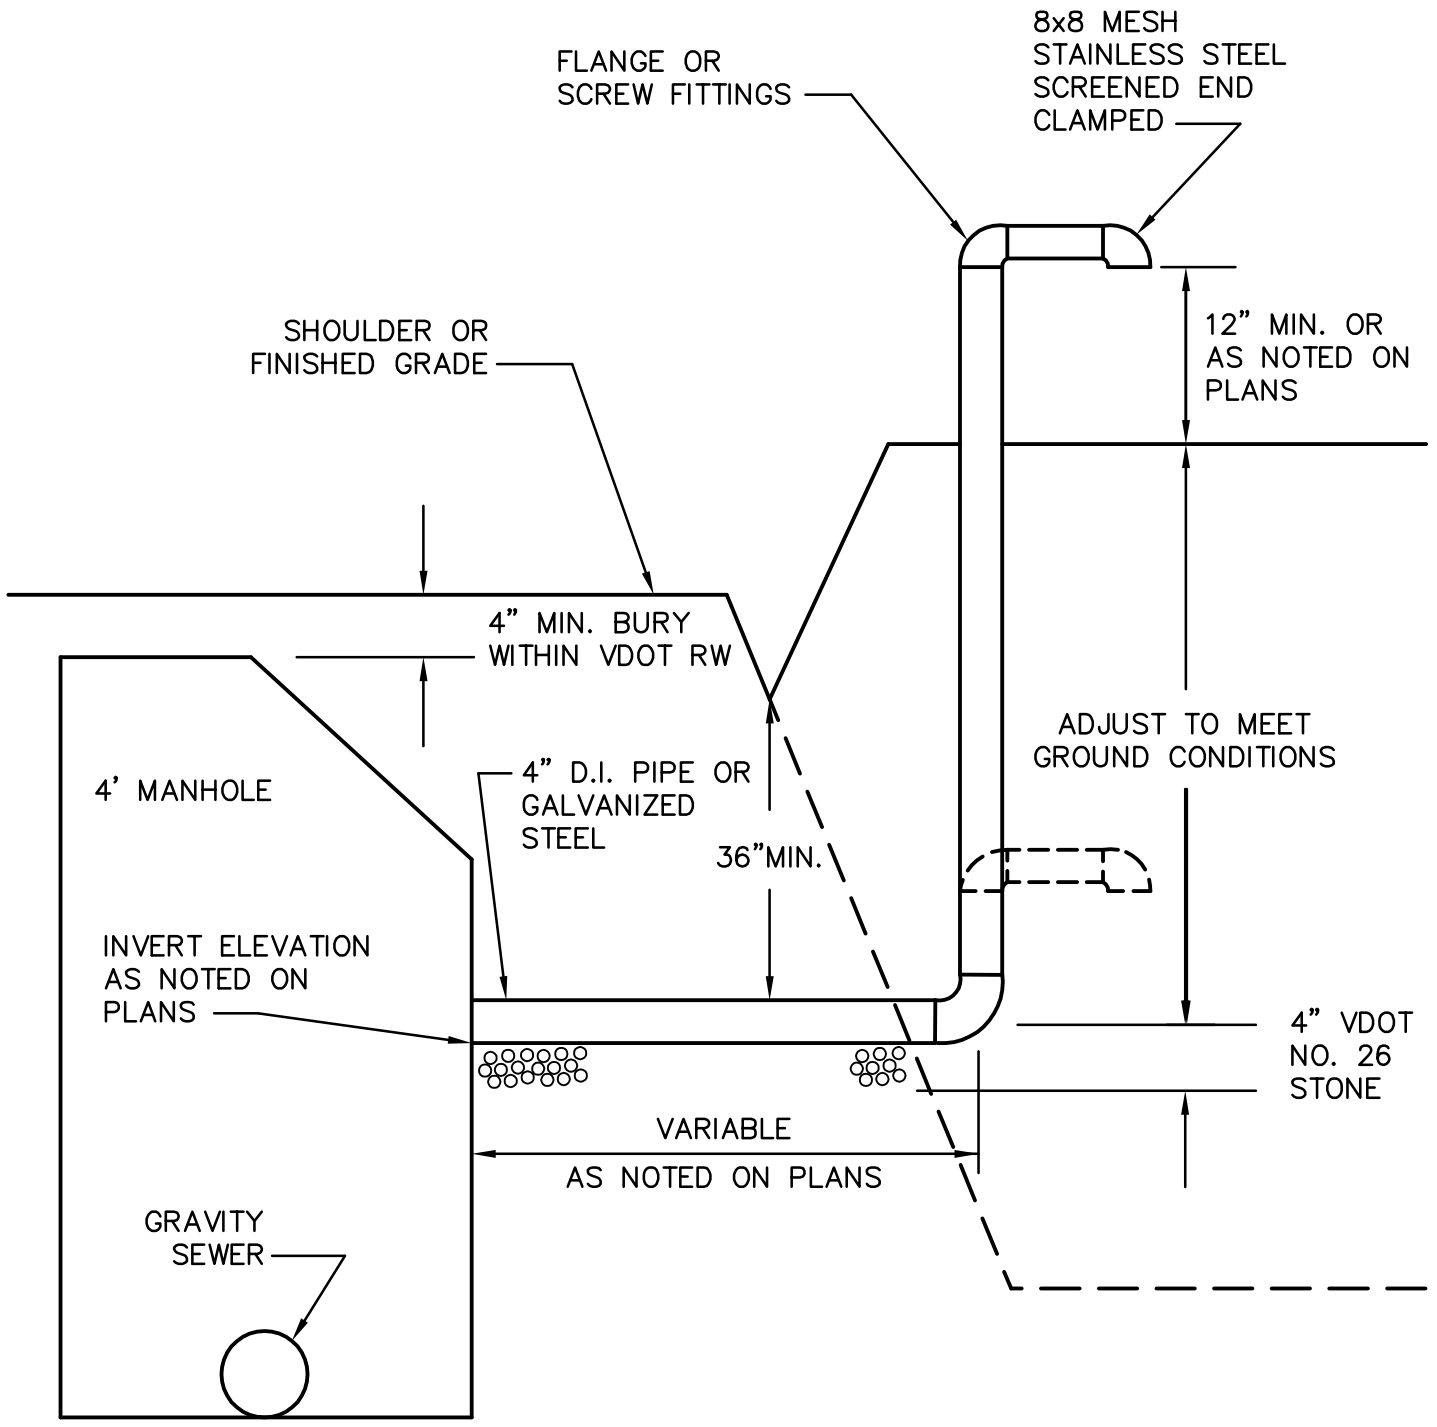 8x8 MESH
STAINLESS STEEL
SCREENED END
CLAMPED
FLANGE OR
SCREW FITTINGS
SHOULDER OR
FINISHED GRADE
12" MIN. OR
AS NOTED ON
PLANS
4" MIN. BURY
WITHIN VDOT RW
ADJUST TO MEET
GROUND CONDITIONS
4' MANHOLE
4" D.I. PIPE OR
GALVANIZED
STEEL
36"MIN.
INVERT ELEVATION
AS NOTED ON
PLANS
4" VDOT
NO. 26
STONE
VARIABLE
AS NOTED ON PLANS
GRAVITY
SEWER